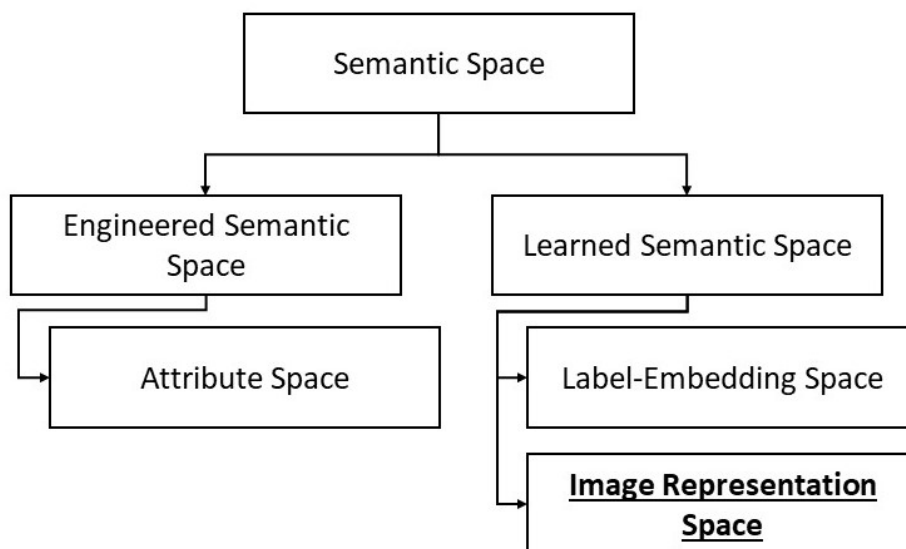 Semantic Space
Engineered Semantic
Space
Learned Semantic Space
Attribute Space
Label-Embedding Space
Image Representation
Space